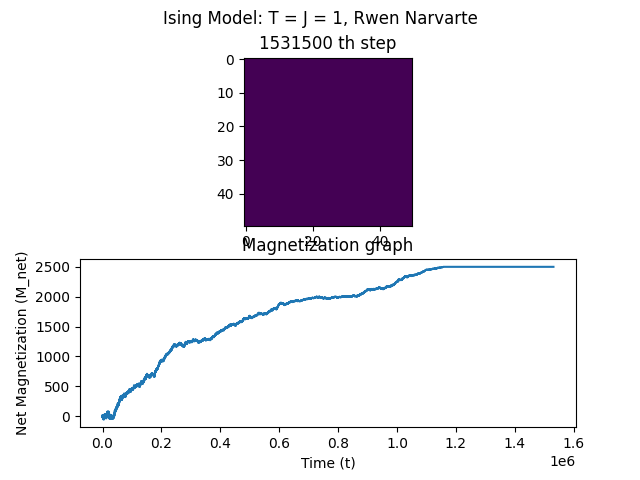 Ising Model: T = J = 1, Rwen Narvarte
1531500 th step
0
10
20
30
40
0 20 40
Magnetization graph
Net Magnetization (M_net)
2500
2000
1500
1000
500
0
0.0 0.2 0.4 0.6 0.8 1.0 1.2 1.4 1.6
1e6
Time (t)